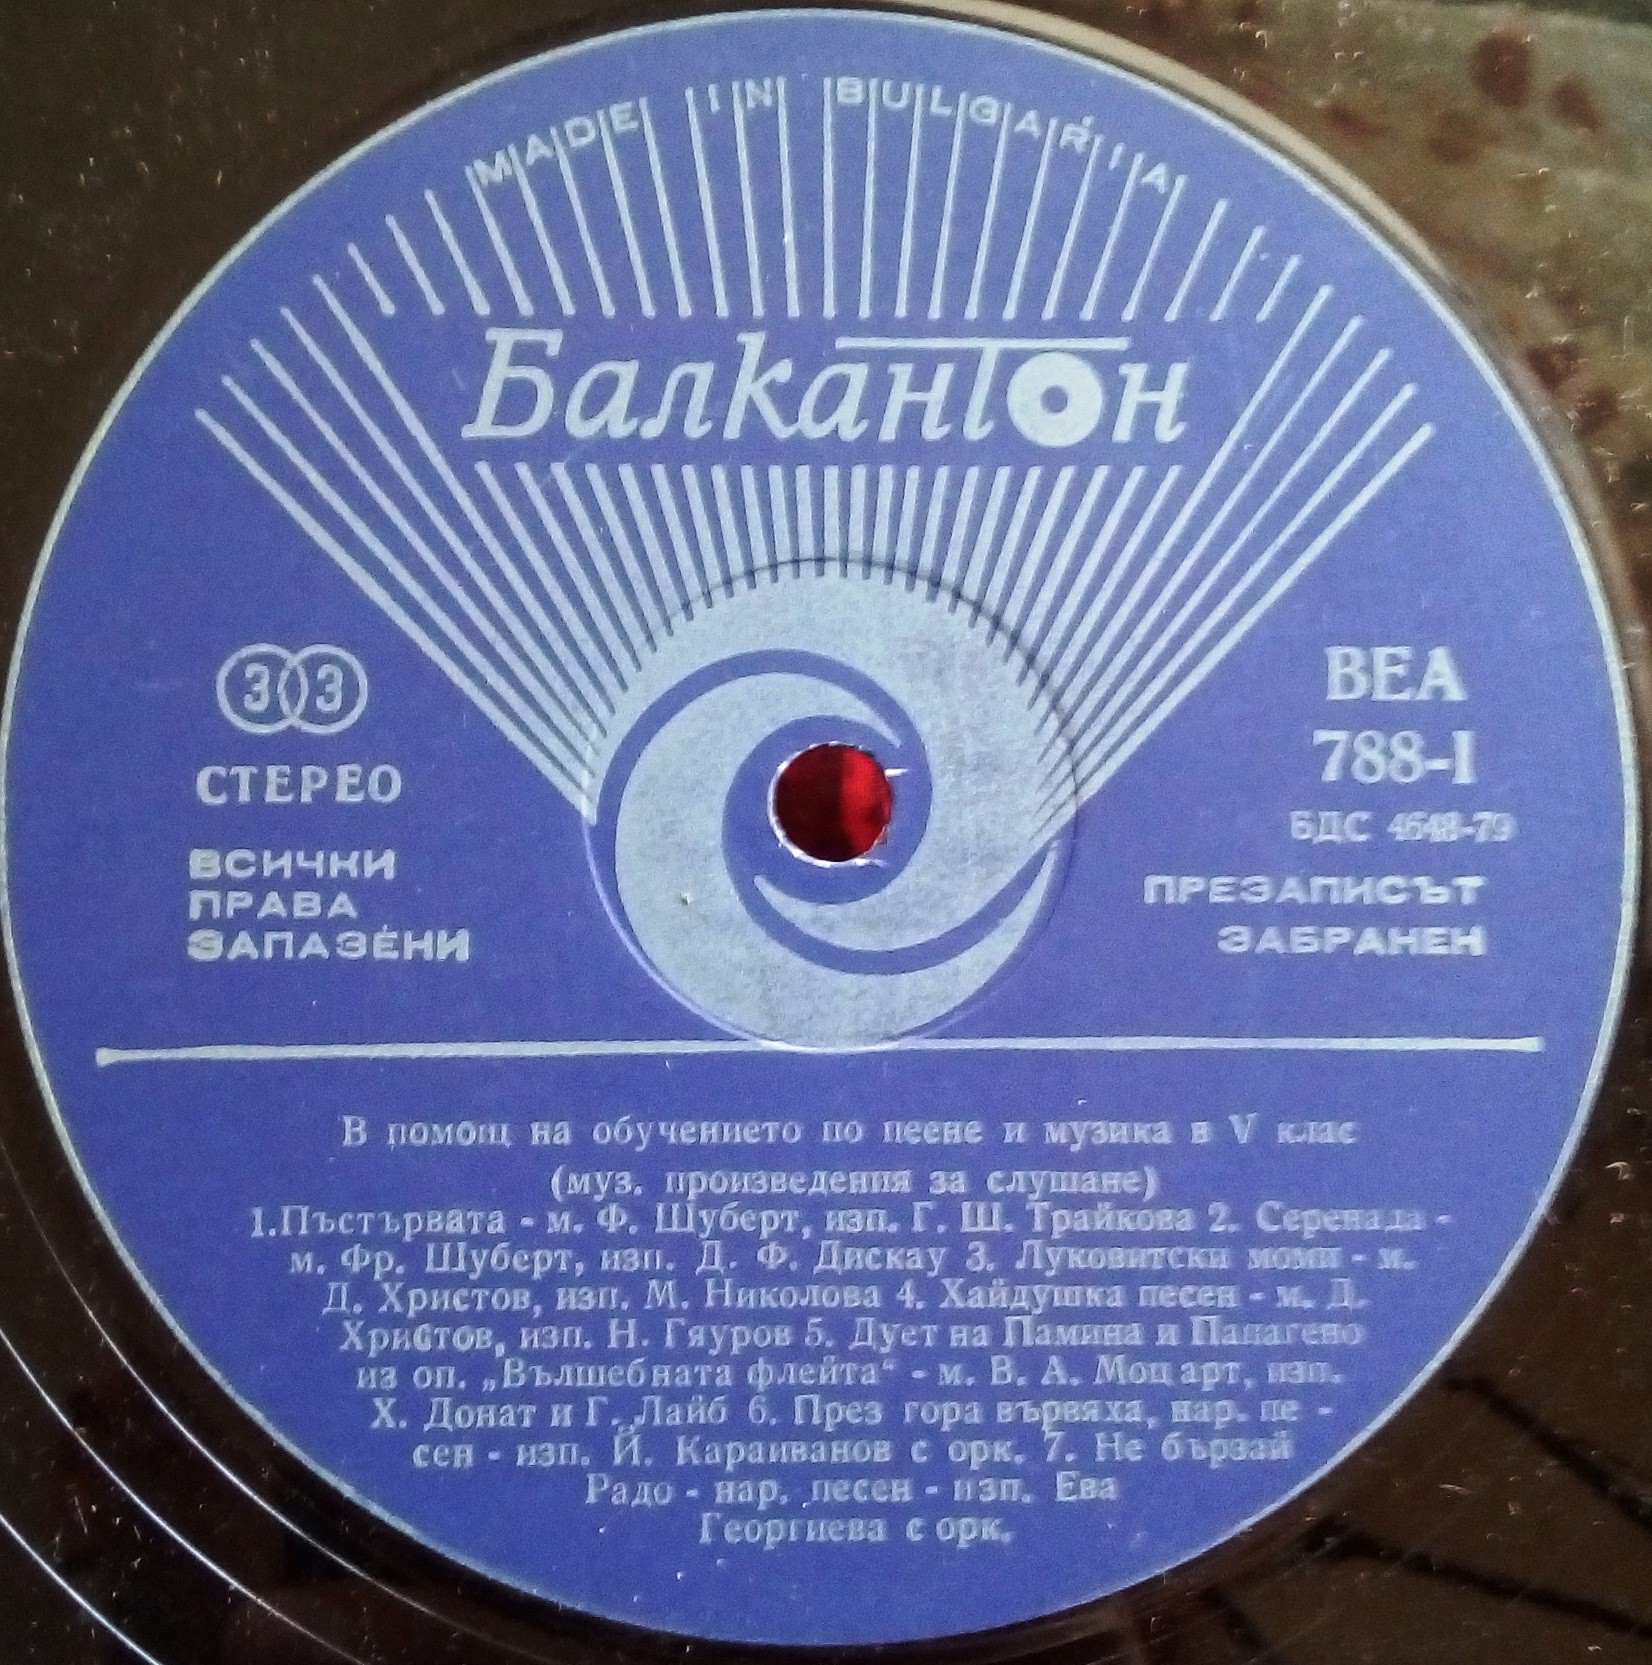 MADE IN BULGARIA
Балкантон
33
СТЕРЕО
ВСИЧКИ
ПРАВА
ЗАПАЗЕНИ
ВЕА
788-I
БДС 4648-79
ПРЕЗАПИСЪТ
ЗАБРАНЕН
В помощ на обучението по пеене и музика в V клас
(муз. произведения за слушане)
1.Пъстървата - м. Ф. Шуберт, изп. Г. Ш. Трайкова 2. Серенада -
м. Фр. Шуберт, изп. Д. Ф. Дискау 3. Луковитски моми - м.
Д. Христов, изп. М. Николова 4. Хайдушка песен - м. Д.
Христов, изп. Н. Гяуров 5. Дует на Памина и Папагено
из оп. „Вълшебната флейта“ - м. В. А. Моцарт, изп.
Х. Донат и Г. Лайб 6. През гора вървяха, нар. пе -
сен - изп. Й. Караиванов с орк. 7. Не бързай
Радо - нар. песен - изп. Ева
Георгиева с орк.